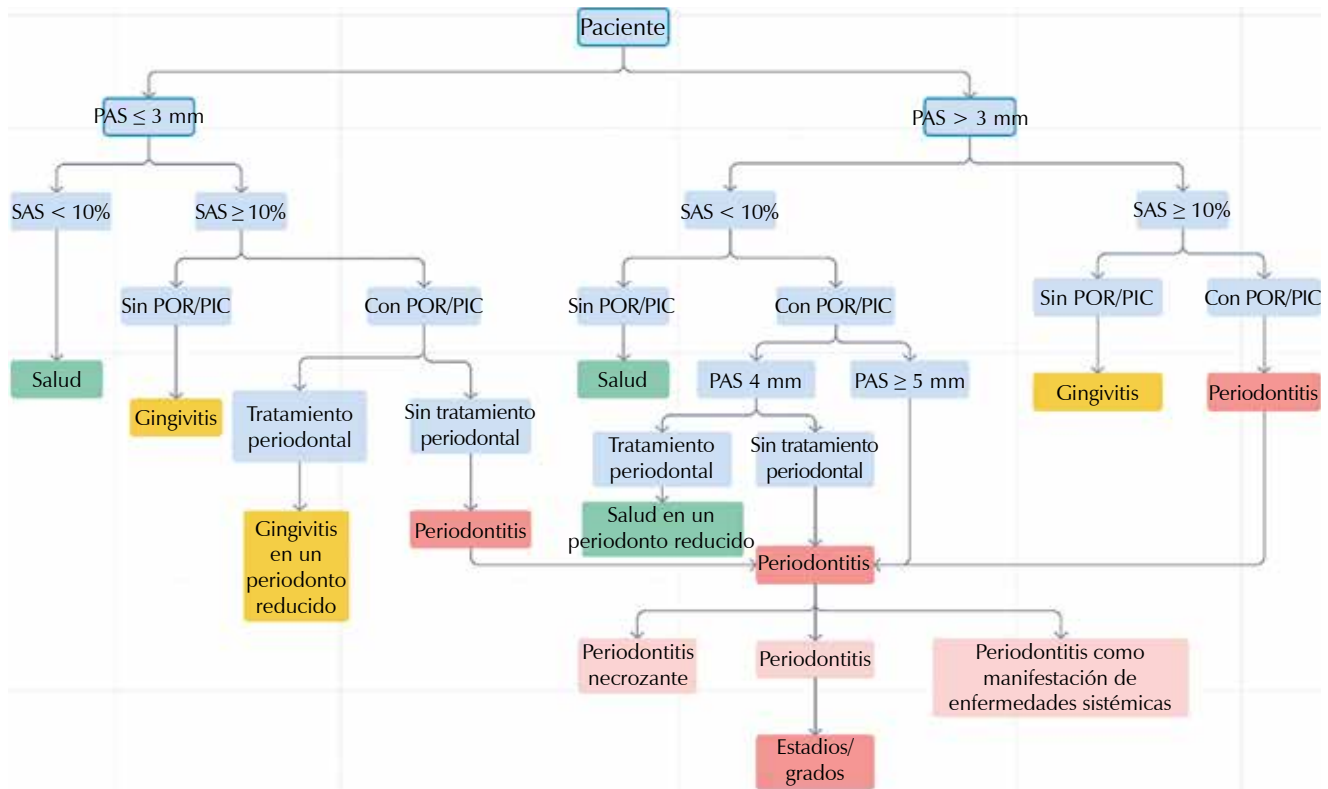 Paciente
PAS ≤ 3 mm
PAS > 3 mm
SAS < 10%
SAS ≥ 10%
SAS < 10%
SAS ≥ 10%
Sin POR/PIC
Con POR/PIC
Sin POR/PIC
Con POR/PIC
Sin POR/PIC
Con POR/PIC
Salud
Gingivitis
Tratamiento
periodontal
Sin tratamiento
periodontal
Salud
PAS 4 mm
PAS ≥ 5 mm
Gingivitis
Periodontitis
Tratamiento
periodontal
Sin tratamiento
periodontal
Gingivitis
en un
periodonto
reducido
Periodontitis
Salud en un
periodonto reducido
Periodontitis
Periodontitis
necrozante
Periodontitis
Periodontitis como
manifestación de
enfermedades sistémicas
Estadios/
grados